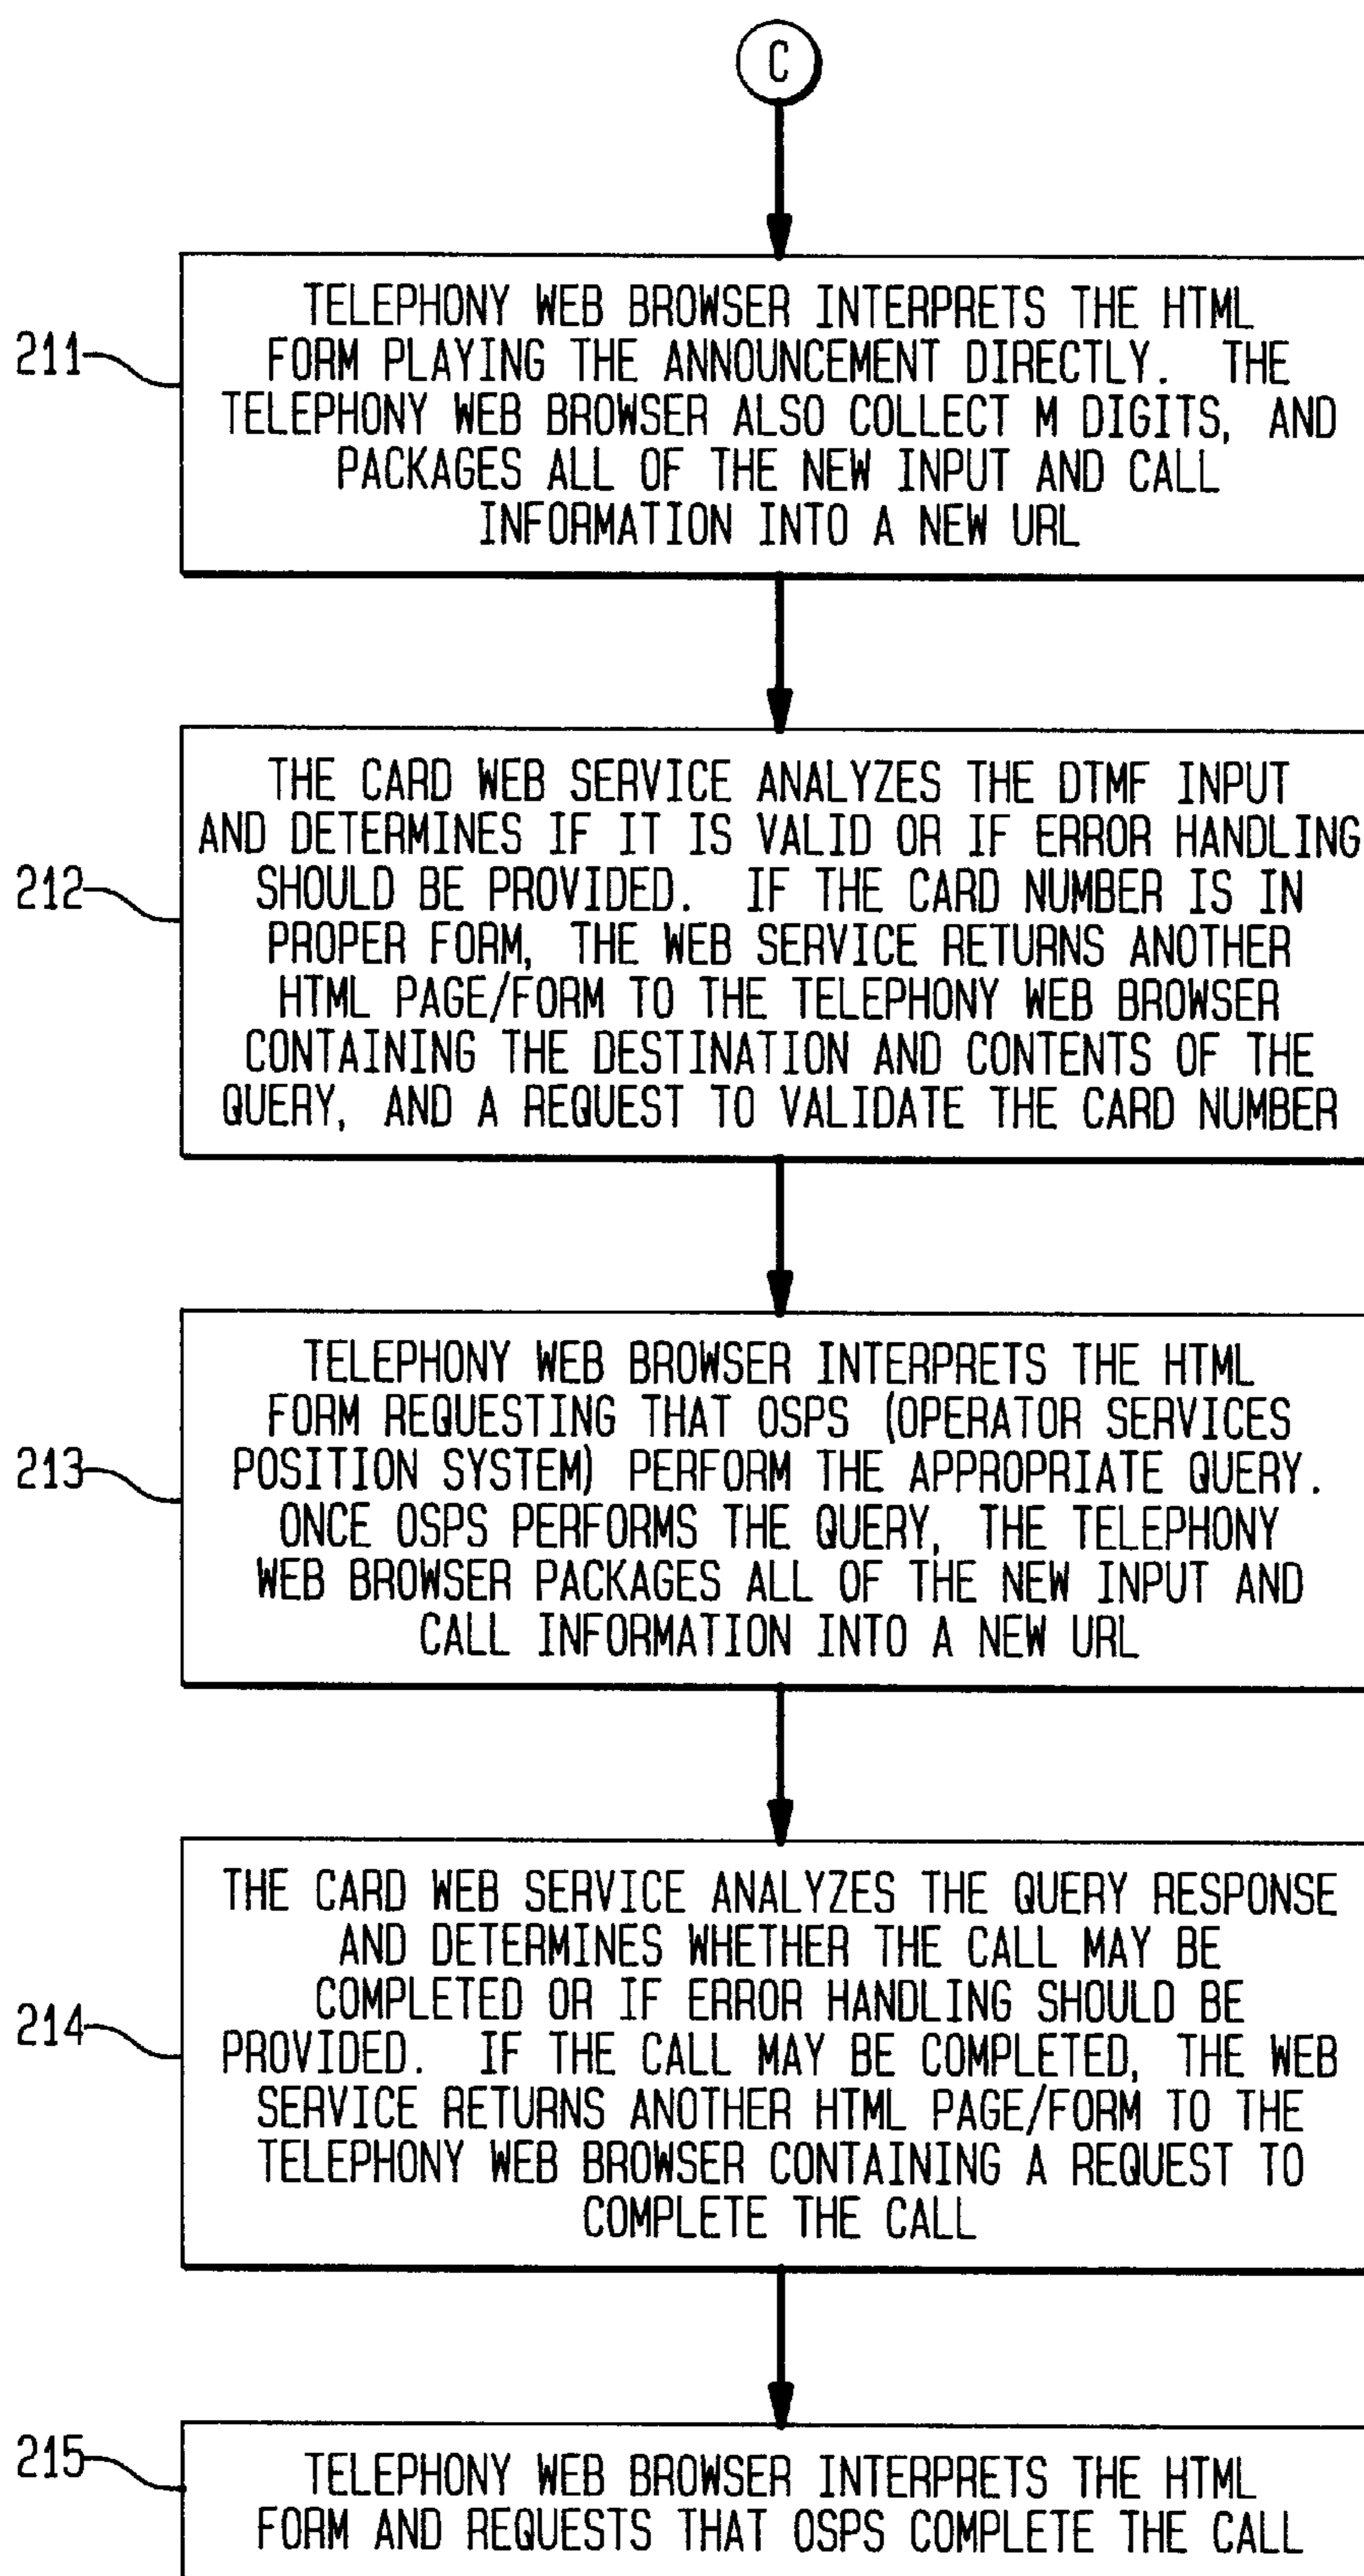 C
211
TELEPHONY WEB BROWSER INTERPRETS THE HTML
FORM PLAYING THE ANNOUNCEMENT DIRECTLY. THE
TELEPHONY WEB BROWSER ALSO COLLECT M DIGITS, AND
PACKAGES ALL OF THE NEW INPUT AND CALL
INFORMATION INTO A NEW URL
212
THE CARD WEB SERVICE ANALYZES THE DTMF INPUT
AND DETERMINES IF IT IS VALID OR IF ERROR HANDLING
SHOULD BE PROVIDED. IF THE CARD NUMBER IS IN
PROPER FORM, THE WEB SERVICE RETURNS ANOTHER
HTML PAGE/FORM TO THE TELEPHONY WEB BROWSER
CONTAINING THE DESTINATION AND CONTENTS OF THE
QUERY, AND A REQUEST TO VALIDATE THE CARD NUMBER
213
TELEPHONY WEB BROWSER INTERPRETS THE HTML
FORM REQUESTING THAT OSPS (OPERATOR SERVICES
POSITION SYSTEM) PERFORM THE APPROPRIATE QUERY.
ONCE OSPS PERFORMS THE QUERY, THE TELEPHONY
WEB BROWSER PACKAGES ALL OF THE NEW INPUT AND
CALL INFORMATION INTO A NEW URL
214
THE CARD WEB SERVICE ANALYZES THE QUERY RESPONSE
AND DETERMINES WHETHER THE CALL MAY BE
COMPLETED OR IF ERROR HANDLING SHOULD BE
PROVIDED. IF THE CALL MAY BE COMPLETED, THE WEB
SERVICE RETURNS ANOTHER HTML PAGE/FORM TO THE
TELEPHONY WEB BROWSER CONTAINING A REQUEST TO
COMPLETE THE CALL
215
TELEPHONY WEB BROWSER INTERPRETS THE HTML
FORM AND REQUESTS THAT OSPS COMPLETE THE CALL